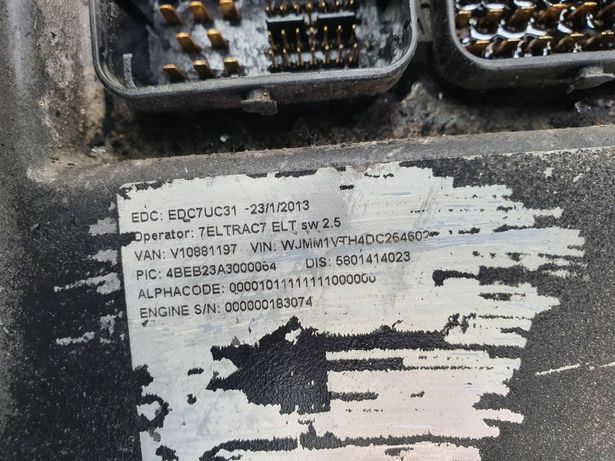 EDC: EDC7UC31 -23/1/2013
Operator: 7ELTRAC7 ELT sw 2.5
VAN: V10881197 VIN: WJMM1VTH4DC264602
PIC: 4BEB23A3000064 DIS: 5801414023
ALPHACODE: 00001011111111000000
ENGINE S/N: 000000183074